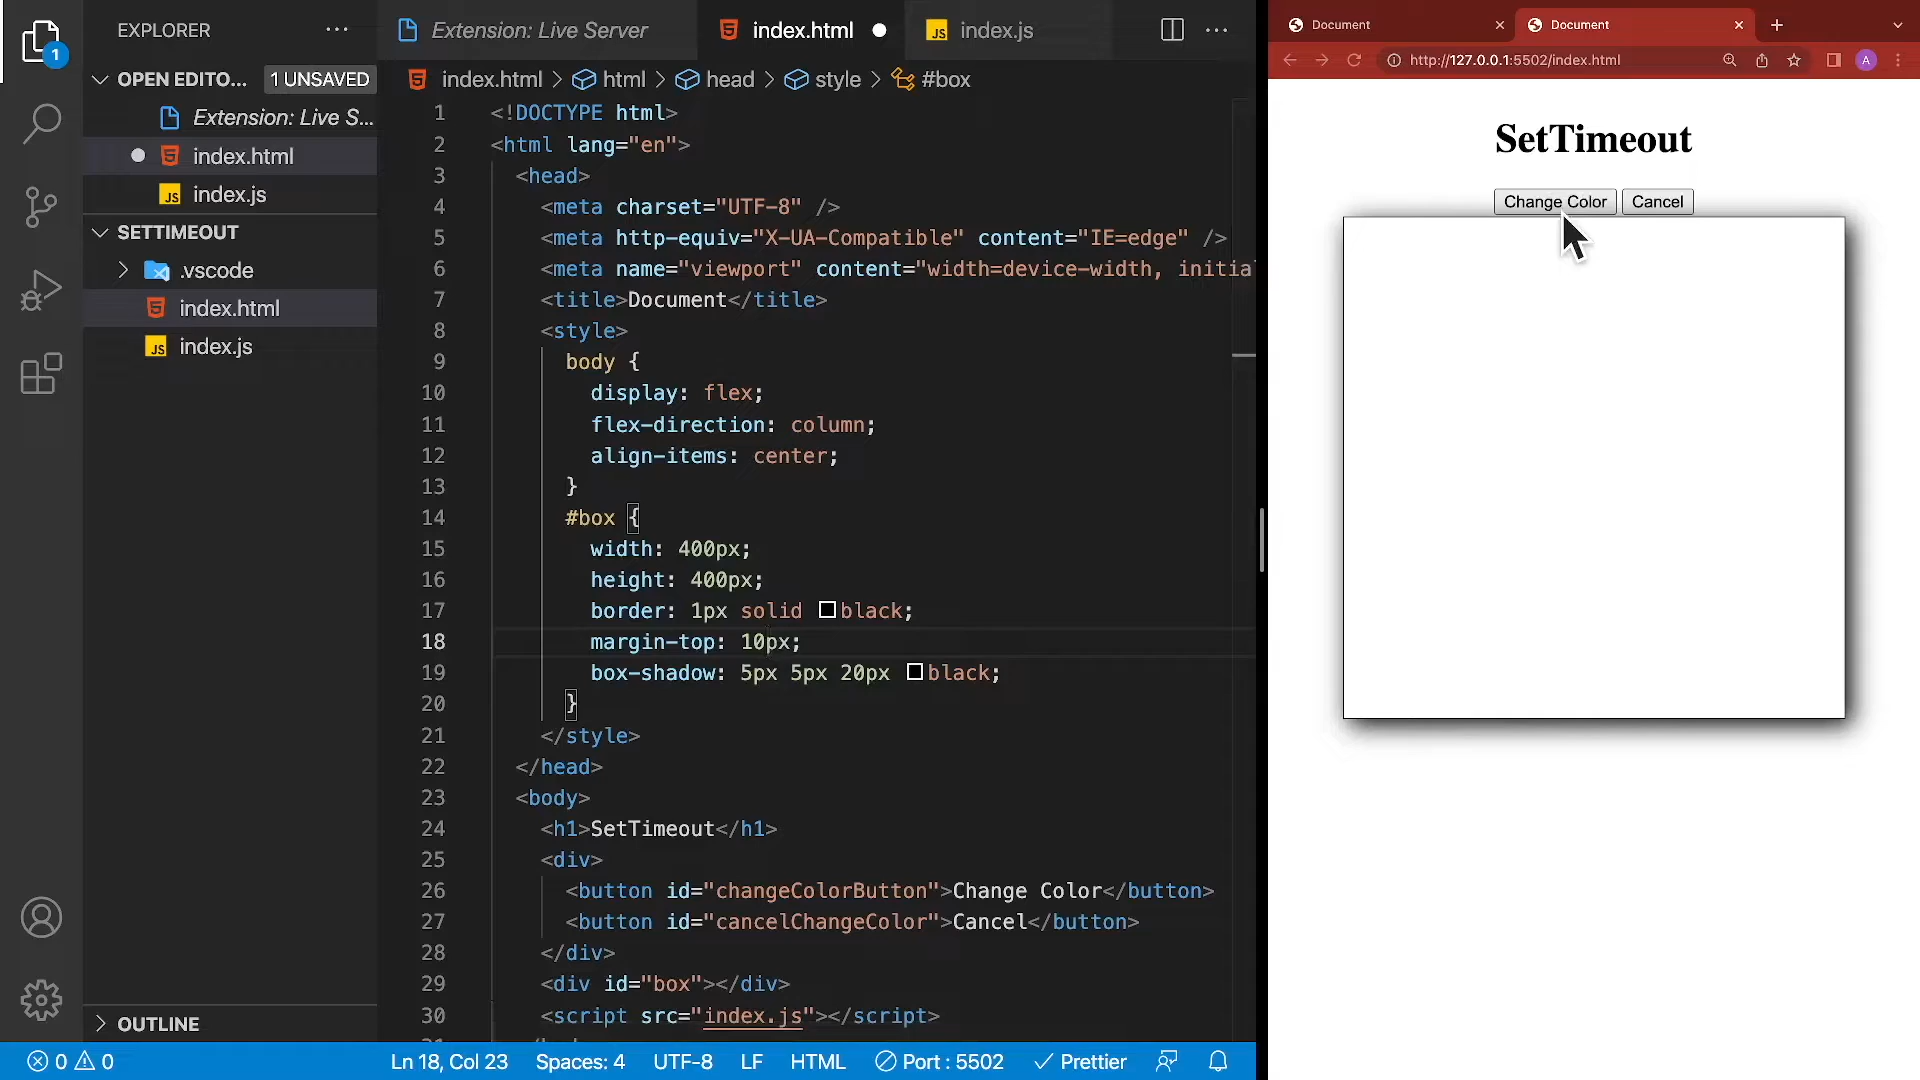 EXPLORER
OPEN EDITO... 1 UNSAVED
Extension: Live S...
index.html
JS index.js
SETTIMEOUT
.vscode
index.html
JS index.js
OUTLINE
1
Extension: Live Server index.html JS index.js
index.html > html > head > style > #box
1 <!DOCTYPE html>
2 <html lang="en">
3 <head>
4 <meta charset="UTF-8" />
5 <meta http-equiv="X-UA-Compatible" content="IE=edge" />
6 <meta name="viewport" content="width=device-width, initial
7 <title>Document</title>
8 <style>
9 body {
10 display: flex;
11 flex-direction: column;
12 align-items: center;
13 }
14 #box {
15 width: 400px;
16 height: 400px;
17 border: 1px solid black;
18 margin-top: 10px;
19 box-shadow: 5px 5px 20px black;
20 }
21 </style>
22 </head>
23 <body>
24 <h1>SetTimeout</h1>
25 <div>
26 <button id="changeColorButton">Change Color</button>
27 <button id="cancelChangeColor">Cancel</button>
28 </div>
29 <div id="box"></div>
30 <script src="index.js"></script>
0 0 Ln 18, Col 23 Spaces: 4 UTF-8 LF HTML Port : 5502 Prettier
Document Document
http://127.0.0.1:5502/index.html A
SetTimeout
Change Color Cancel